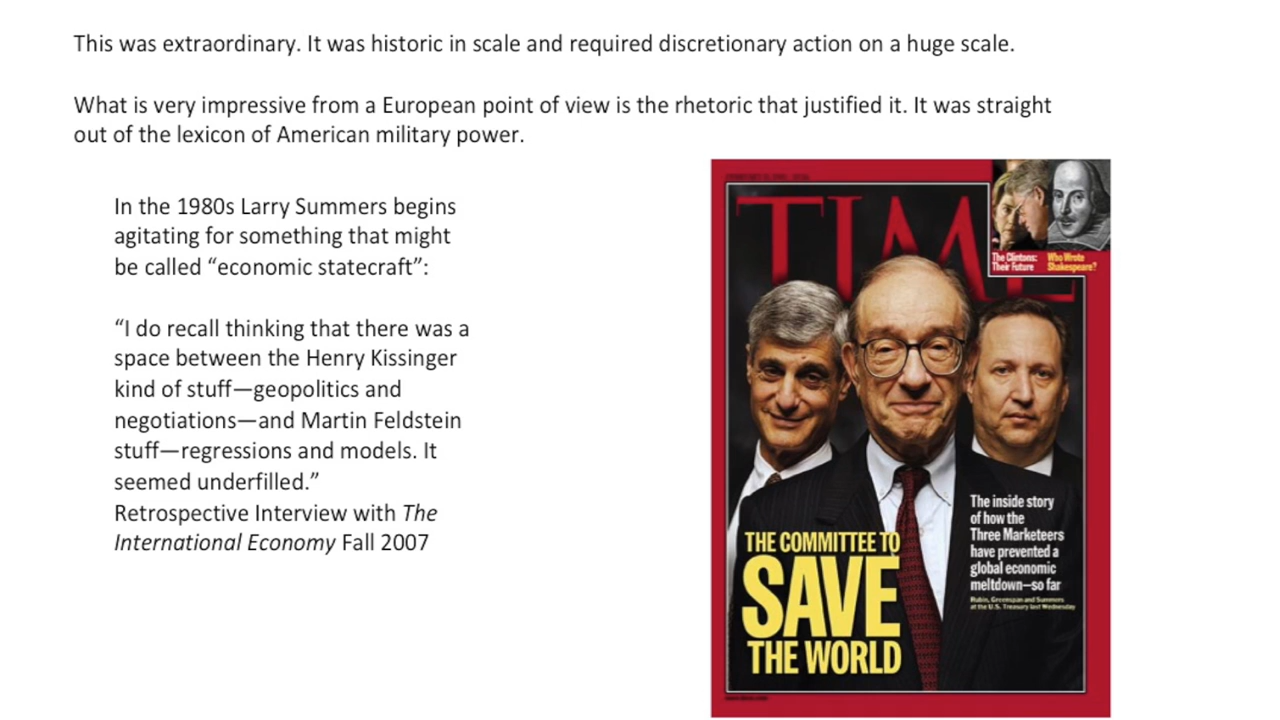 This was extraordinary. It was historic in scale and required discretionary action on a huge scale.
What is very impressive from a European point of view is the rhetoric that justified it. It was straight
out of the lexicon of American military power.
In the 1980s Larry Summers begins
agitating for something that might
be called “economic statecraft”:
“I do recall thinking that there was a
space between the Henry Kissinger
kind of stuff—geopolitics and
negotiations—and Martin Feldstein
stuff—regressions and models. It
seemed underfilled.”
Retrospective Interview with The
International Economy Fall 2007
TIME
The Clintons:
Their Future
Who Wrote
Shakespeare?
The inside story
of how the
Three Marketeers
have prevented a
global economic
meltdown—so far
Rubin, Greenspan and Summers
at the U.S. Treasury last Wednesday
THE COMMITTEE TO
SAVE
THE WORLD